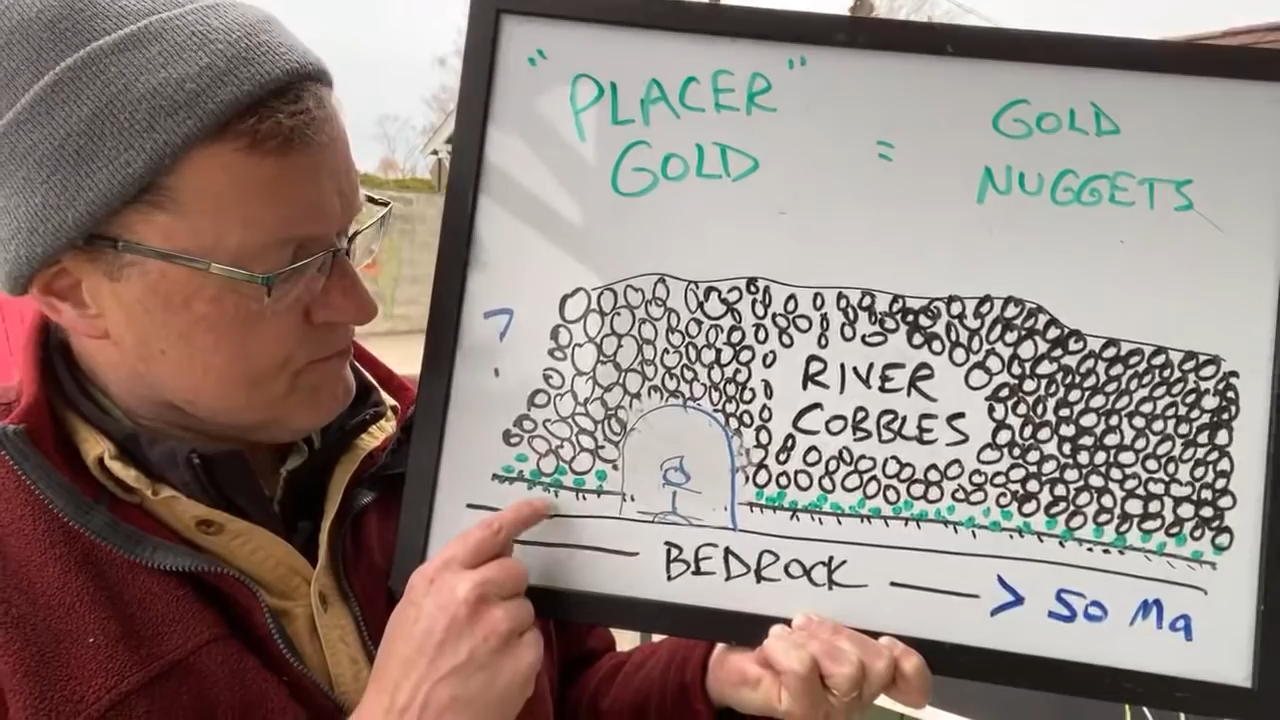 "PLACER"
GOLD
=
GOLD
NUGGETS
?
RIVER
COBBLES
BEDROCK
> 50 Ma